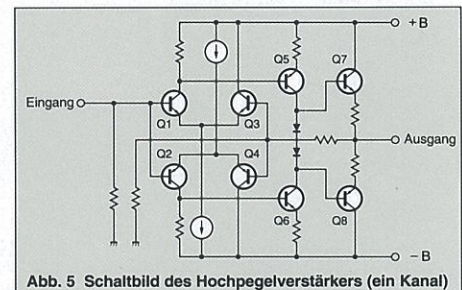 +B
Q5 Q7
Eingang
Q1 Q3
Ausgang
Q2 Q4
Q6 Q8
−B
Abb. 5 Schaltbild des Hochpegelverstärkers (ein Kanal)